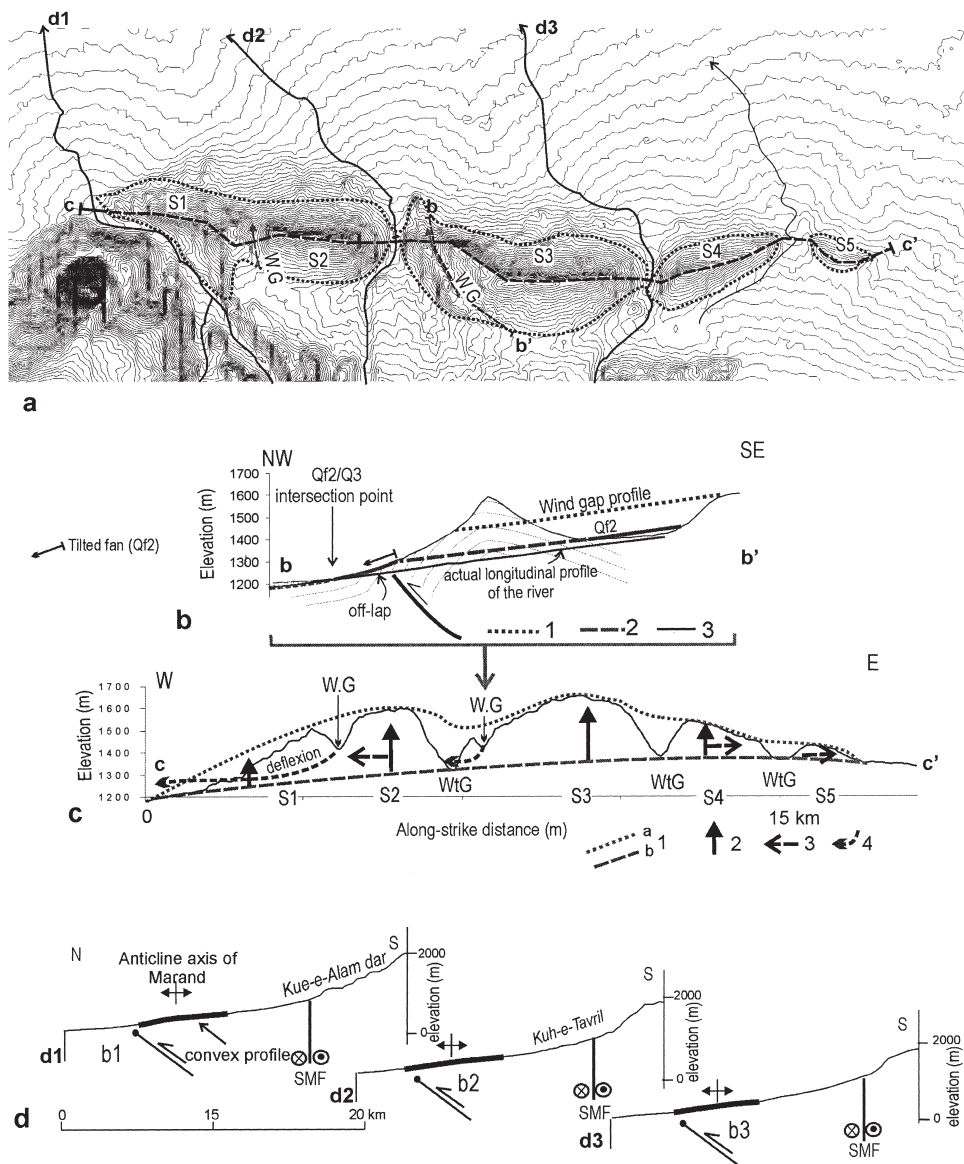 d1
d2
d3
S1
c
W G
S2
b
W G
S3
b'
S4
S5
c'
a
NW
SE
Qf2/Q3
intersection point
1700
1600
1500
1400
1300
1200
Elevation (m)
Wind gap profile
Qf2
Tilted fan (Qf2)
b
b'
actual longitudinal profile
of the river
off-lap
b
1
2
3
W
E
1700
1600
1500
1400
1300
1200
Elevation (m)
W.G
W.G
deflexion
c
c'
WtG
WtG
WtG
S1
S2
S3
S4
S5
c
0
15 km
Along-strike distance (m)
a
b
1
2
3
4
N
S
Anticline axis of
Marand
Kue-e-Alam dar
2000
0
elevation (m)
convex profile
d1
b1
SMF
S
Kuh-e-Tavril
2000
0
elevation (m)
d2
b2
SMF
S
2000
0
elevation (m)
d3
b3
SMF
d
0
15
20 km